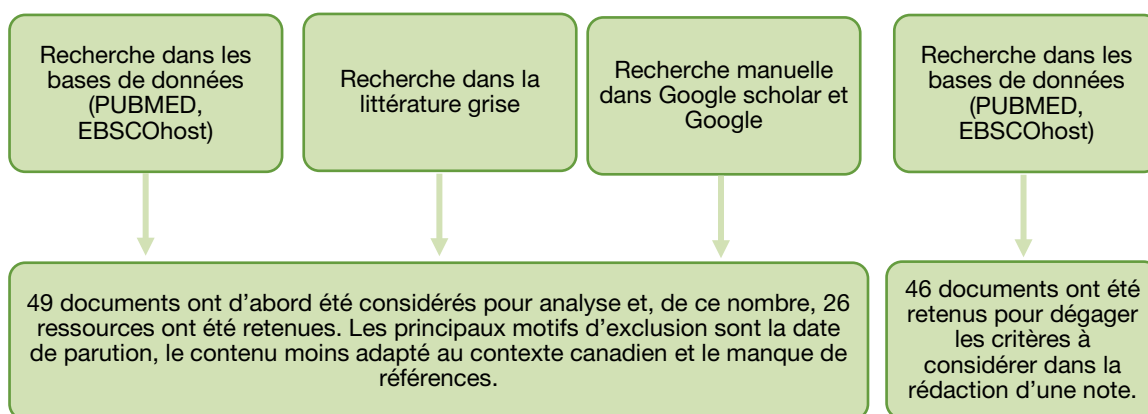 Recherche dans les
bases de données
(PUBMED,
EBSCOhost)
Recherche dans la
littérature grise
Recherche manuelle
dans Google scholar et
Google
Recherche dans les
bases de données
(PUBMED,
EBSCOhost)
49 documents ont d’abord été considérés pour analyse et, de ce nombre, 26
ressources ont été retenues. Les principaux motifs d’exclusion sont la date
de parution, le contenu moins adapté au contexte canadien et le manque de
références.
46 documents ont été
retenus pour dégager
les critères à
considérer dans la
rédaction d’une note.